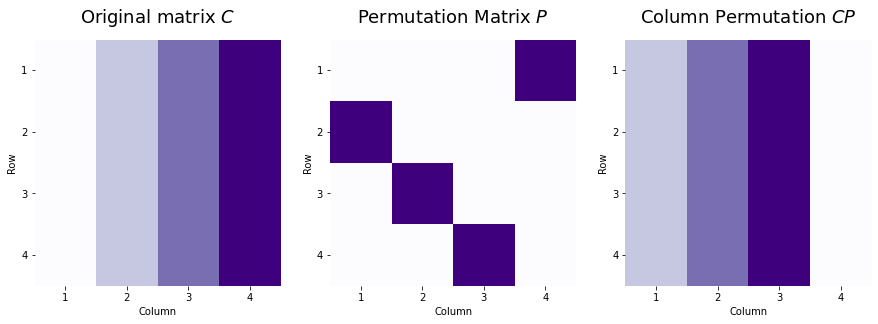 Original matrix C
Permutation Matrix P
Column Permutation CP
Row
1
2
3
4
1 2 3 4
Column
Row
1
2
3
4
1 2 3 4
Column
Row
1
2
3
4
1 2 3 4
Column